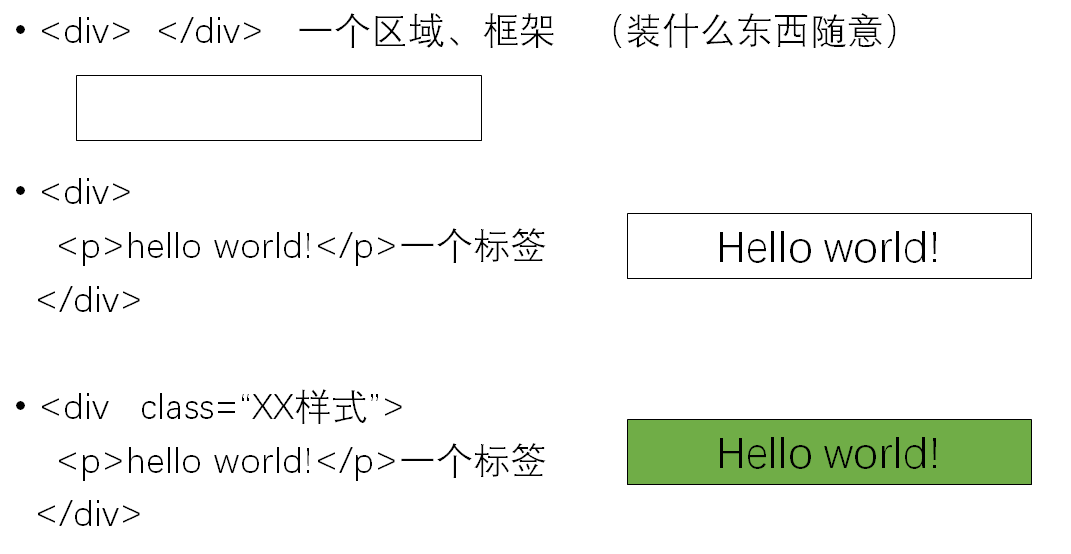 • <div> </div> 一个区域、框架 （装什么东西随意）
• <div>
<p>hello world!</p>一个标签
Hello world!
</div>
• <div class=“XX样式”>
<p>hello world!</p>一个标签
Hello world!
</div>